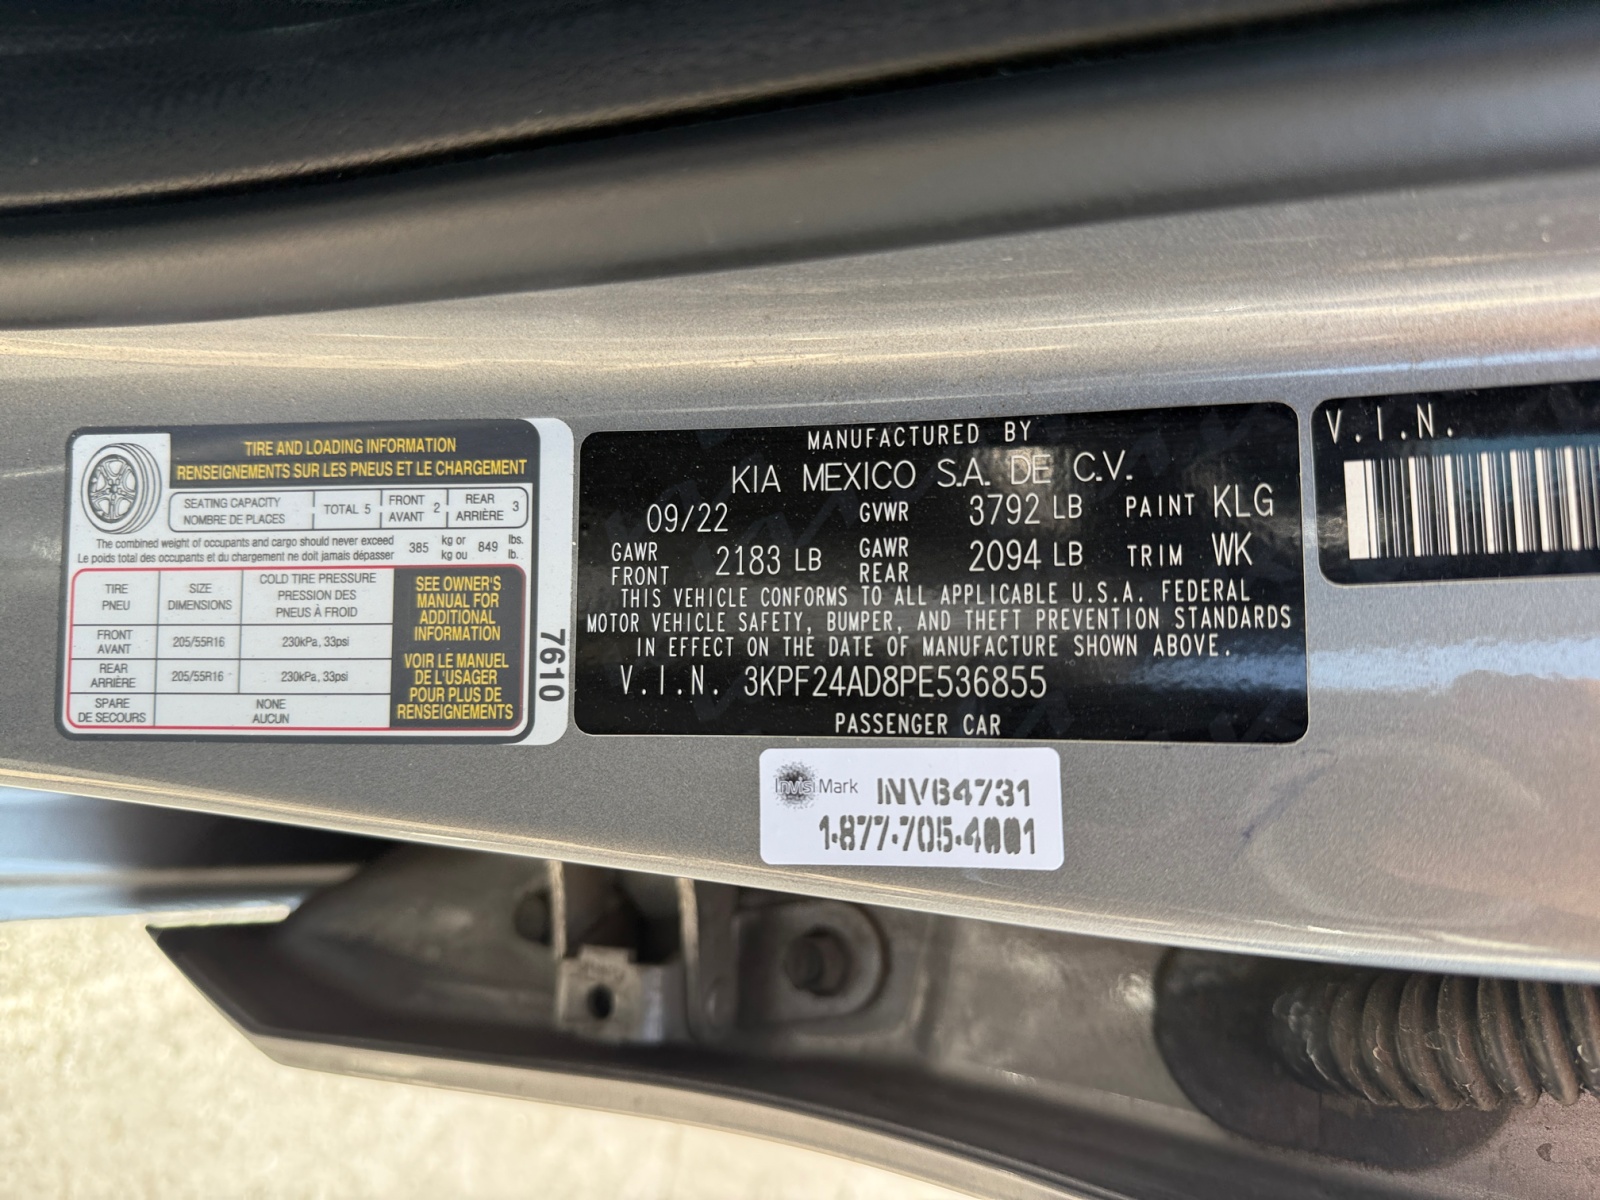 TIRE AND LOADING INFORMATION
RENSEIGNEMENTS SUR LES PNEUS ET LE CHARGEMENT
SEATING CAPACITY
NOMBRE DE PLACES
TOTAL 5
FRONT
AVANT 2
REAR
ARRIÈRE 3
The combined weight of occupants and cargo should never exceed
Le poids total des occupants et du chargement ne doit jamais dépasser
385
kg or
kg ou
849
lbs.
lb.
TIRE
PNEU
SIZE
DIMENSIONS
COLD TIRE PRESSURE
PRESSION DES
PNEUS À FROID
FRONT
AVANT
205/55R16
230kPa, 33psi
REAR
ARRIÈRE
205/55R16
230kPa, 33psi
SPARE
DE SECOURS
NONE
AUCUN
SEE OWNER'S
MANUAL FOR
ADDITIONAL
INFORMATION
VOIR LE MANUEL
DE L'USAGER
POUR PLUS DE
RENSEIGNEMENTS
7610
MANUFACTURED BY
KIA MEXICO S.A. DE C.V.
09/22 GVWR 3792 LB PAINT KLG
GAWR FRONT 2183 LB GAWR REAR 2094 LB TRIM WK
THIS VEHICLE CONFORMS TO ALL APPLICABLE U.S.A. FEDERAL
MOTOR VEHICLE SAFETY, BUMPER, AND THEFT PREVENTION STANDARDS
IN EFFECT ON THE DATE OF MANUFACTURE SHOWN ABOVE.
V.I.N. 3KPF24AD8PE536855
PASSENGER CAR
V.I.N.
InvisiMark INV64731
1-877-705-4001